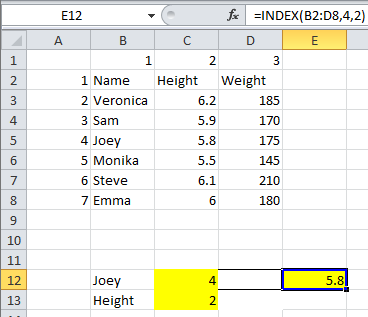 E12 fx =INDEX(B2:D8,4,2)
A B C D E
1 1 2 3
2 1 Name Height Weight
3 2 Veronica 6.2 185
4 3 Sam 5.9 170
5 4 Joey 5.8 175
6 5 Monika 5.5 145
7 6 Steve 6.1 210
8 7 Emma 6 180
9
10
11
12 Joey 4 5.8
13 Height 2